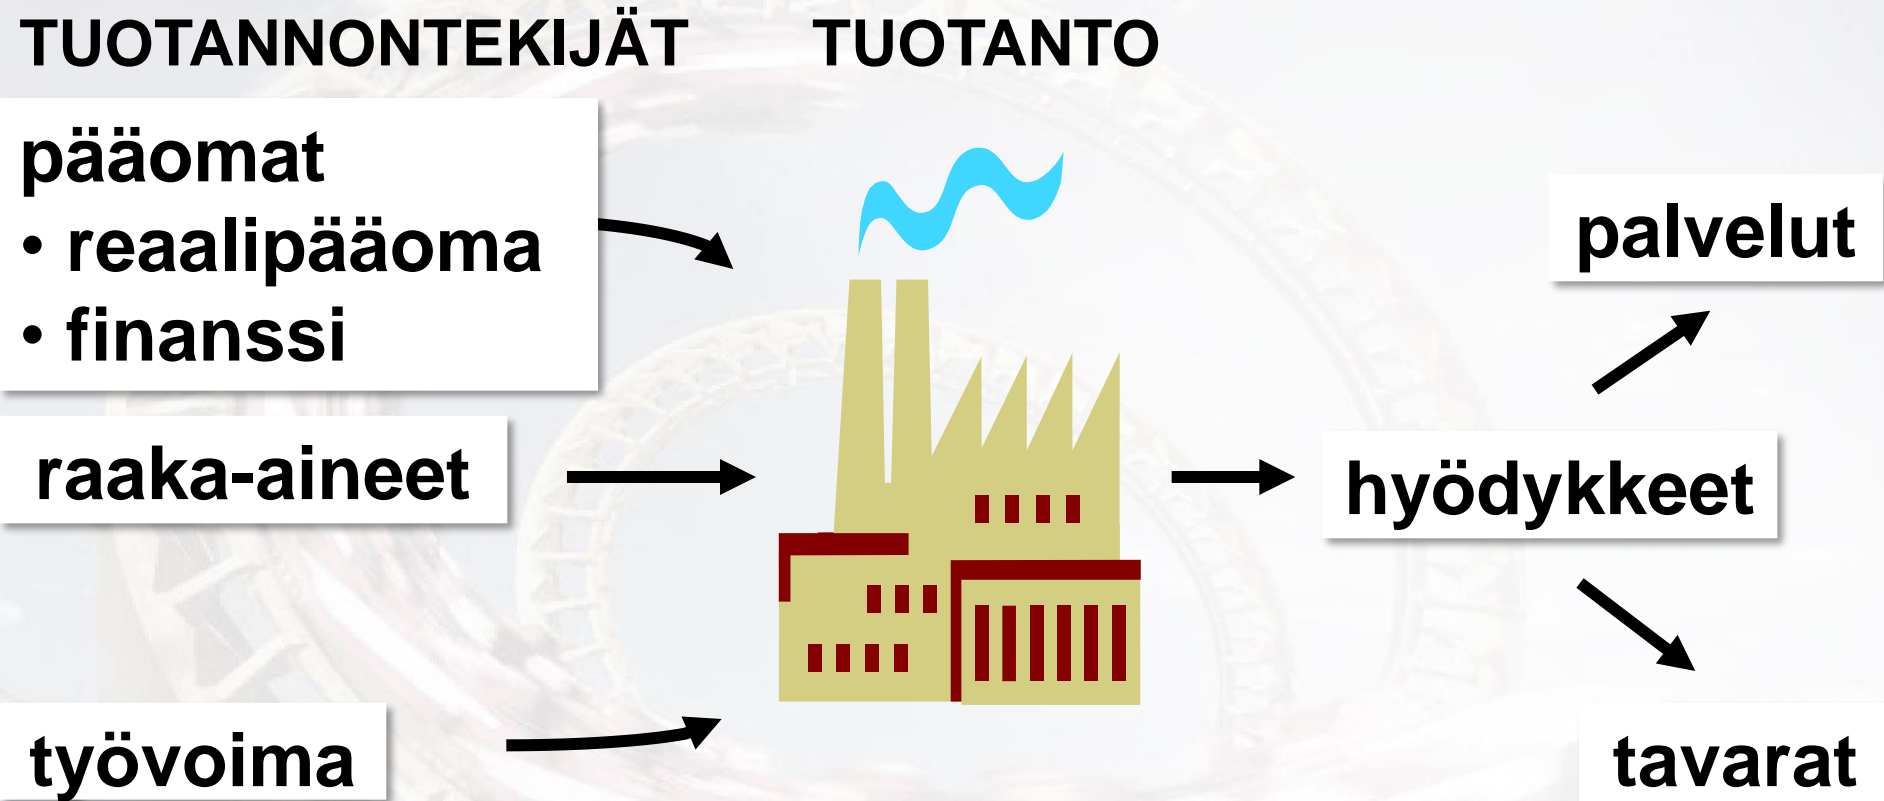 TUOTANNONTEKIJÄT
TUOTANTO
pääomat
• reaalipääoma
• finanssi
raaka-aineet
työvoima
hyödykkeet
palvelut
tavarat